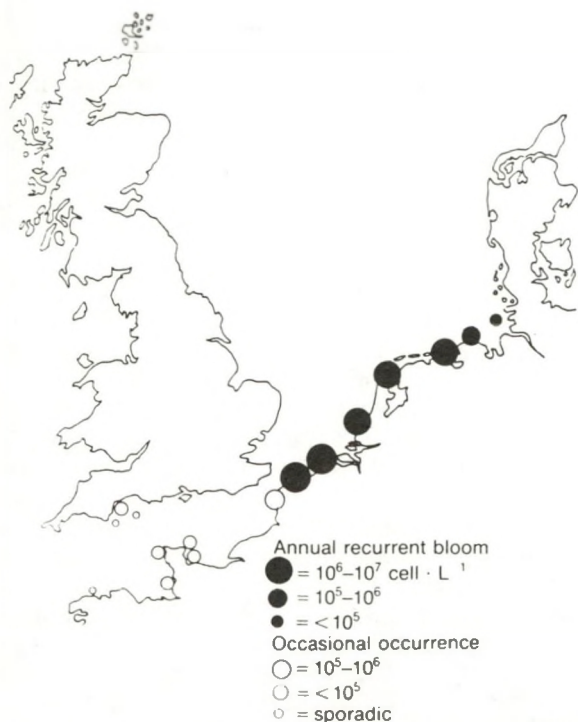 Annual recurrent bloom
= 10⁶–10⁷ cell · L ¹
= 10⁵–10⁶
= <10⁵
Occasional occurrence
= 10⁵–10⁶
= <10⁵
= sporadic